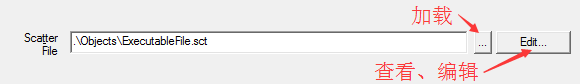 加载
Scatter
File
.\Objects\ExecutableFile.sct
...
Edit...
查看、编辑